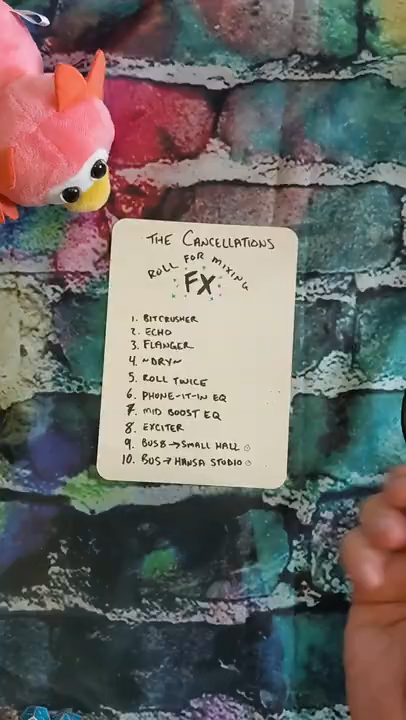 THE CANCELLATIONS
ROLL FOR MIXING
FX
1. BITCRUSHER
2. ECHO
3. FLANGER
4. ~DRY~
5. ROLL TWICE
6. PHONE-IT-IN EQ
7. MID BOOST EQ
8. EXCITER
9. BUS8 → SMALL HALL
10. BUS → HANSA STUDIO